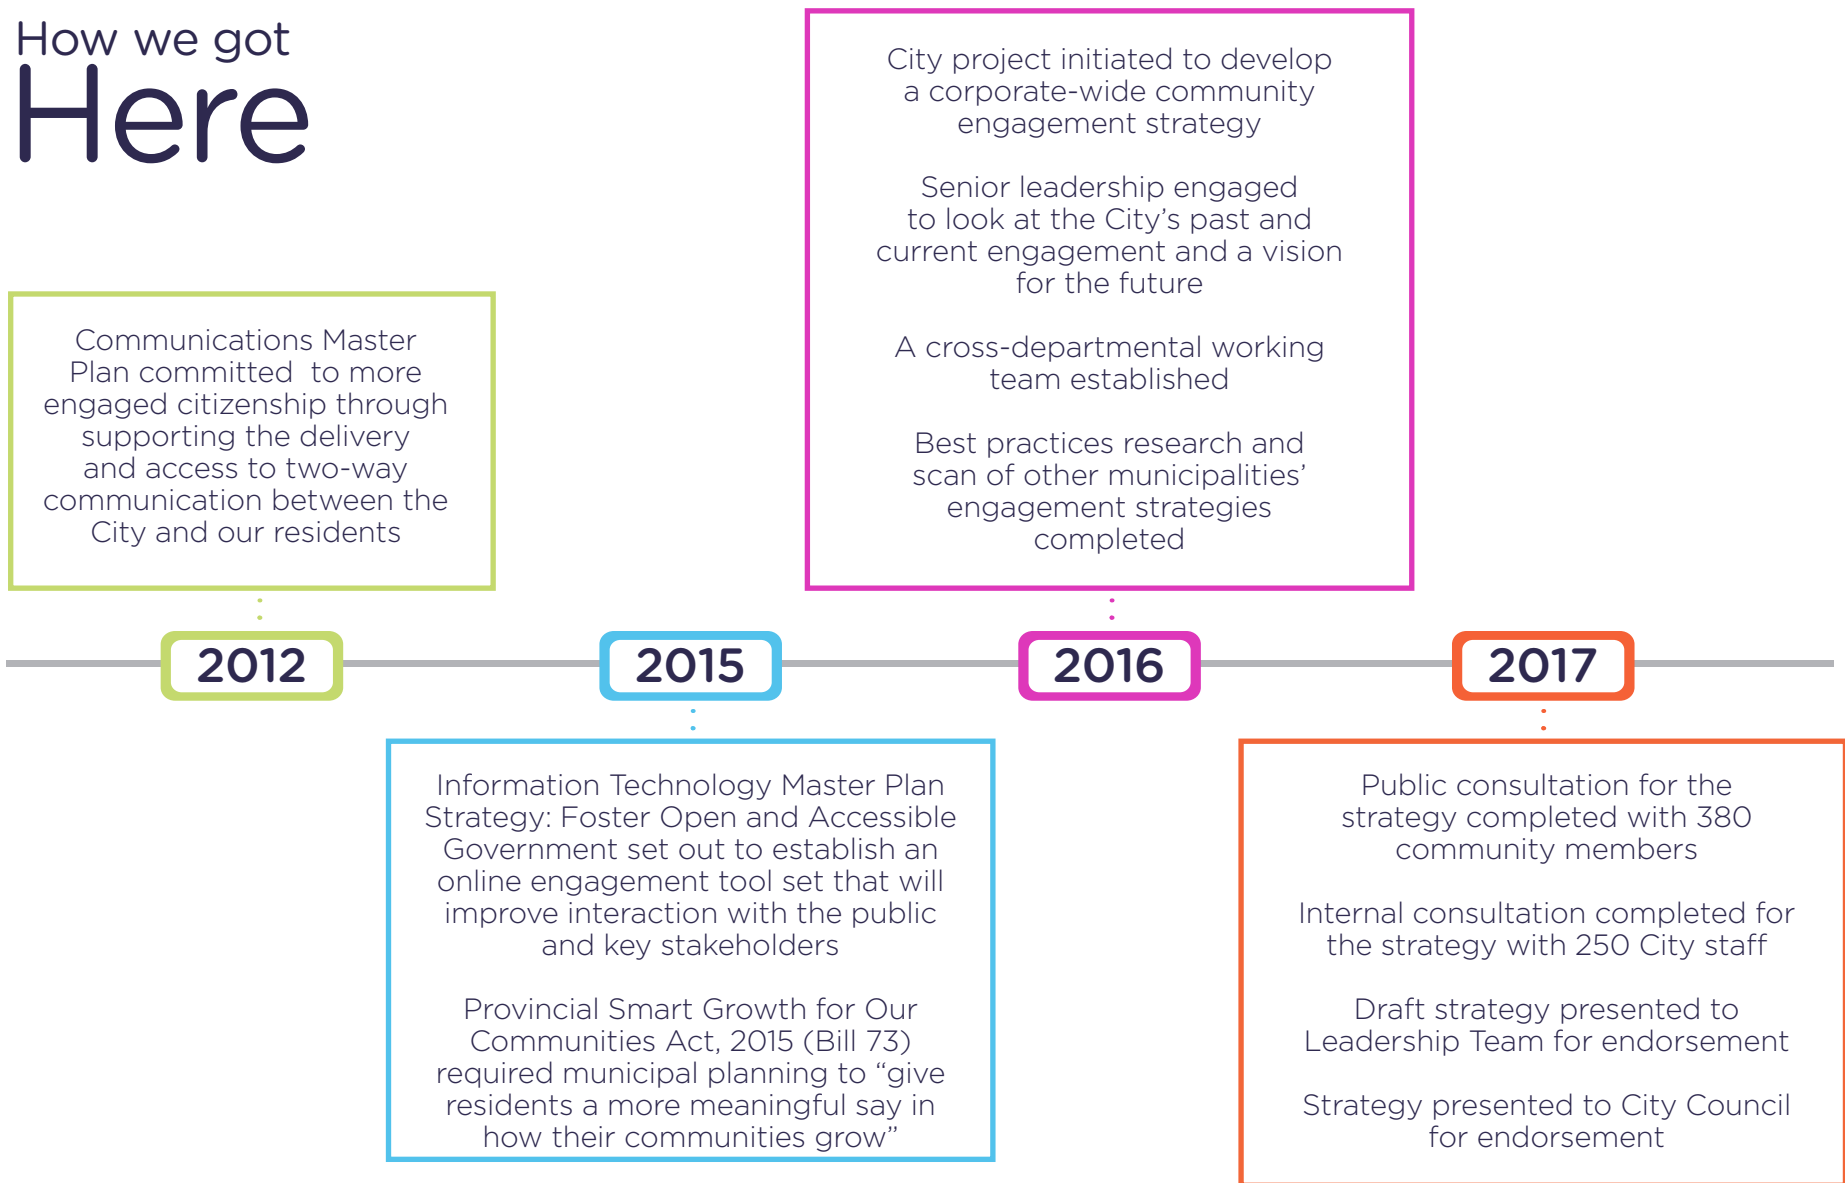 How we got
Here
Communications Master
Plan committed  to more
engaged citizenship through
supporting the delivery
and access to two-way
communication between the
City and our residents
2012
Information Technology Master Plan
Strategy: Foster Open and Accessible
Government set out to establish an
online engagement tool set that will
improve interaction with the public
and key stakeholders
Provincial Smart Growth for Our
Communities Act, 2015 (Bill 73)
required municipal planning to “give
residents a more meaningful say in
how their communities grow”
2015
City project initiated to develop
a corporate-wide community
engagement strategy
Senior leadership engaged
to look at the City’s past and
current engagement and a vision
for the future
A cross-departmental working
team established
Best practices research and
scan of other municipalities’
engagement strategies
completed
2016
2017
Public consultation for the
strategy completed with 380
community members
Internal consultation completed for
the strategy with 250 City staff
Draft strategy presented to
Leadership Team for endorsement
Strategy presented to City Council
for endorsement